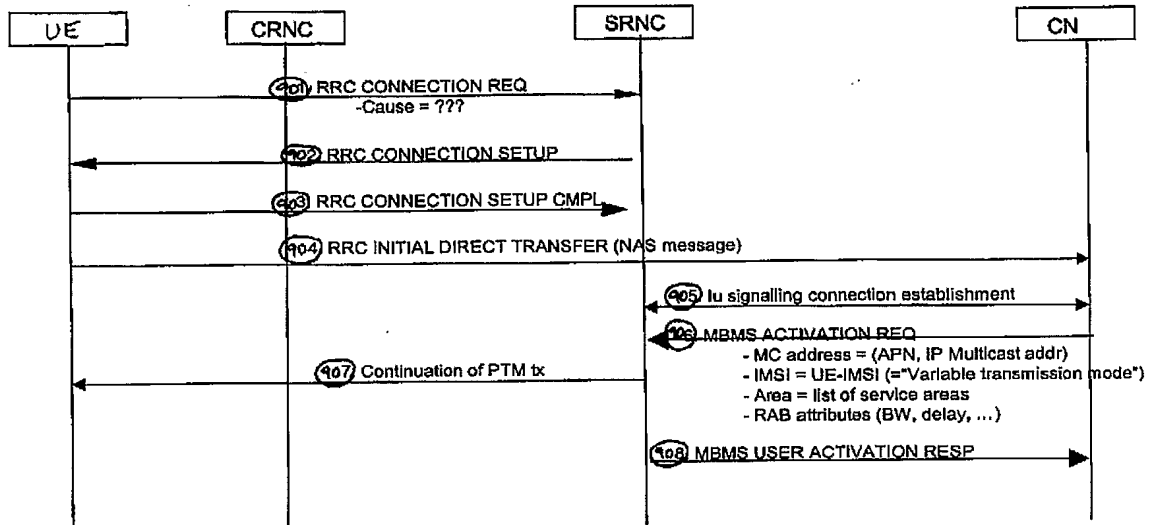 UE
CRNC
SRNC
CN
901 RRC CONNECTION REQ
-Cause = ???
902 RRC CONNECTION SETUP
903 RRC CONNECTION SETUP CMPL
904 RRC INITIAL DIRECT TRANSFER (NAS message)
905 Iu signalling connection establishment
906 MBMS ACTIVATION REQ
- MC address = (APN, IP Multicast addr)
907 Continuation of PTM tx
- IMSI = UE-IMSI (="Variable transmission mode")
- Area = list of service areas
- RAB attributes (BW, delay, ...)
908 MBMS USER ACTIVATION RESP